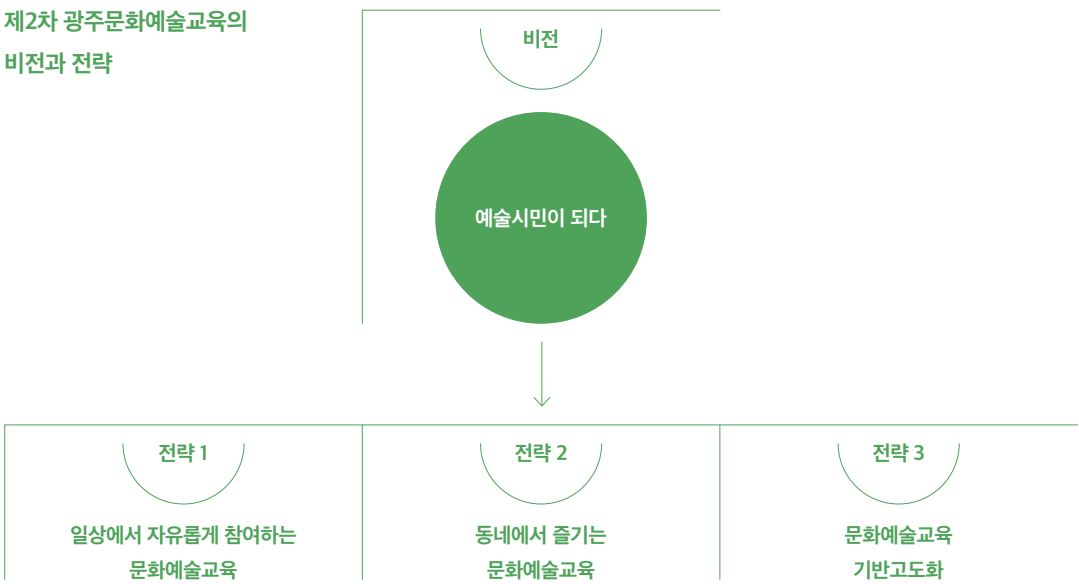 제2차 광주문화예술교육의
비전과 전략
비전
예술시민이 되다
전략 1
일상에서 자유롭게 참여하는
문화예술교육
전략 2
동네에서 즐기는
문화예술교육
전략 3
문화예술교육
기반고도화